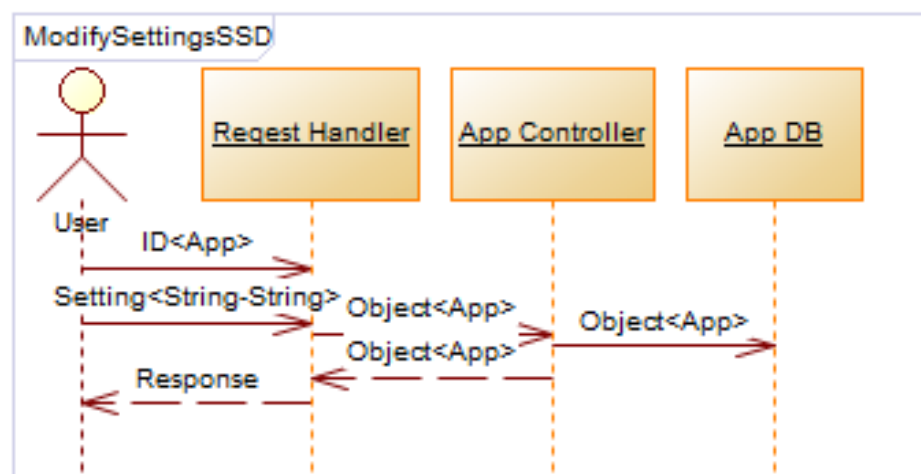 ModifySettingsSSD
Reqest Handler
App Controller
App DB
User
ID<App>
Setting<String-String>
Object<App>
Object<App>
Object<App>
Response